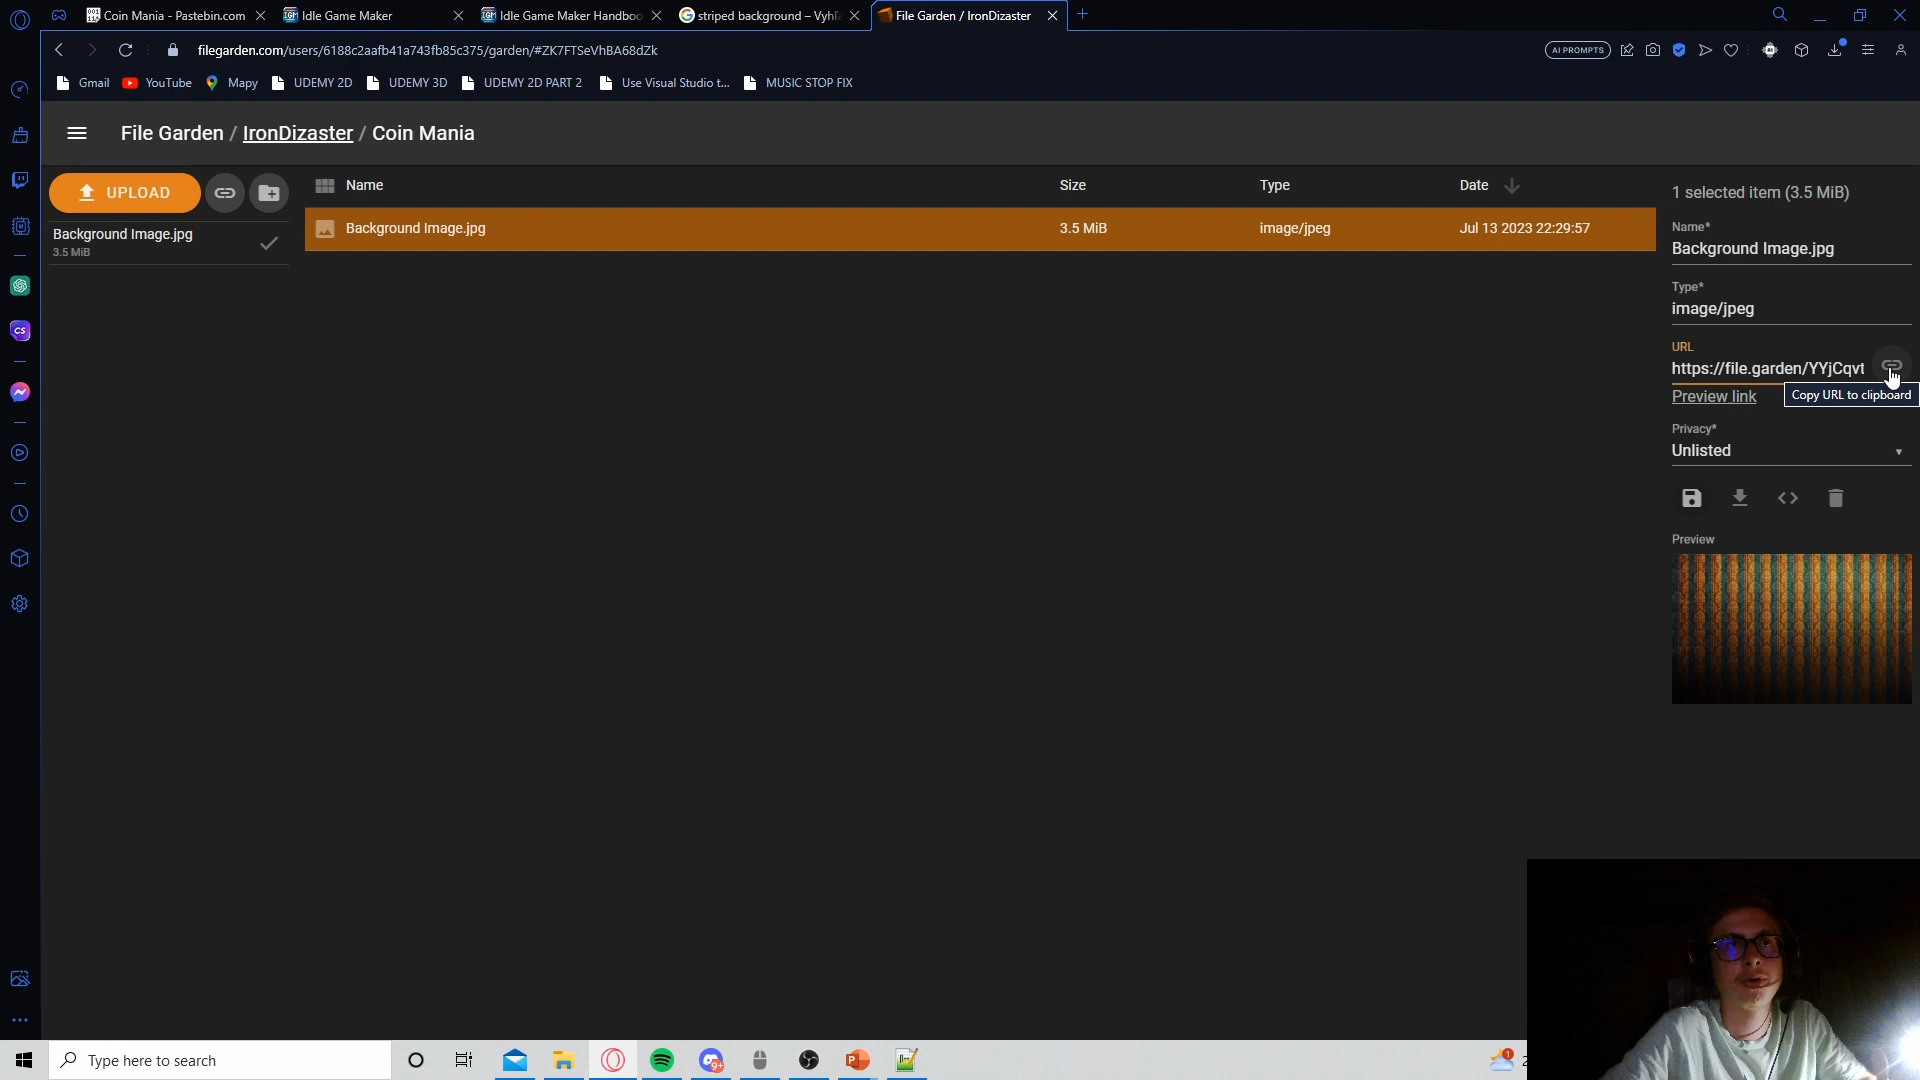 Coin Mania - Pastebin.com
Idle Game Maker
Idle Game Maker Handboo
striped background – Vyhľa
File Garden / IronDizaster
filegarden.com/users/6188c2aafb41a743fb85c375/garden/#ZK7FTSeVhBA68dZk
AI PROMPTS
Gmail
YouTube
Mapy
UDEMY 2D
UDEMY 3D
UDEMY 2D PART 2
Use Visual Studio t...
MUSIC STOP FIX
File Garden / IronDizaster / Coin Mania
UPLOAD
Background Image.jpg
3.5 MiB
Name Size Type Date
Background Image.jpg 3.5 MiB image/jpeg Jul 13 2023 22:29:57
1 selected item (3.5 MiB)
Name*
Background Image.jpg
Type*
image/jpeg
URL
https://file.garden/YYjCqvt
Preview link
Copy URL to clipboard
Privacy*
Unlisted
Preview
CS
Type here to search
9+
1